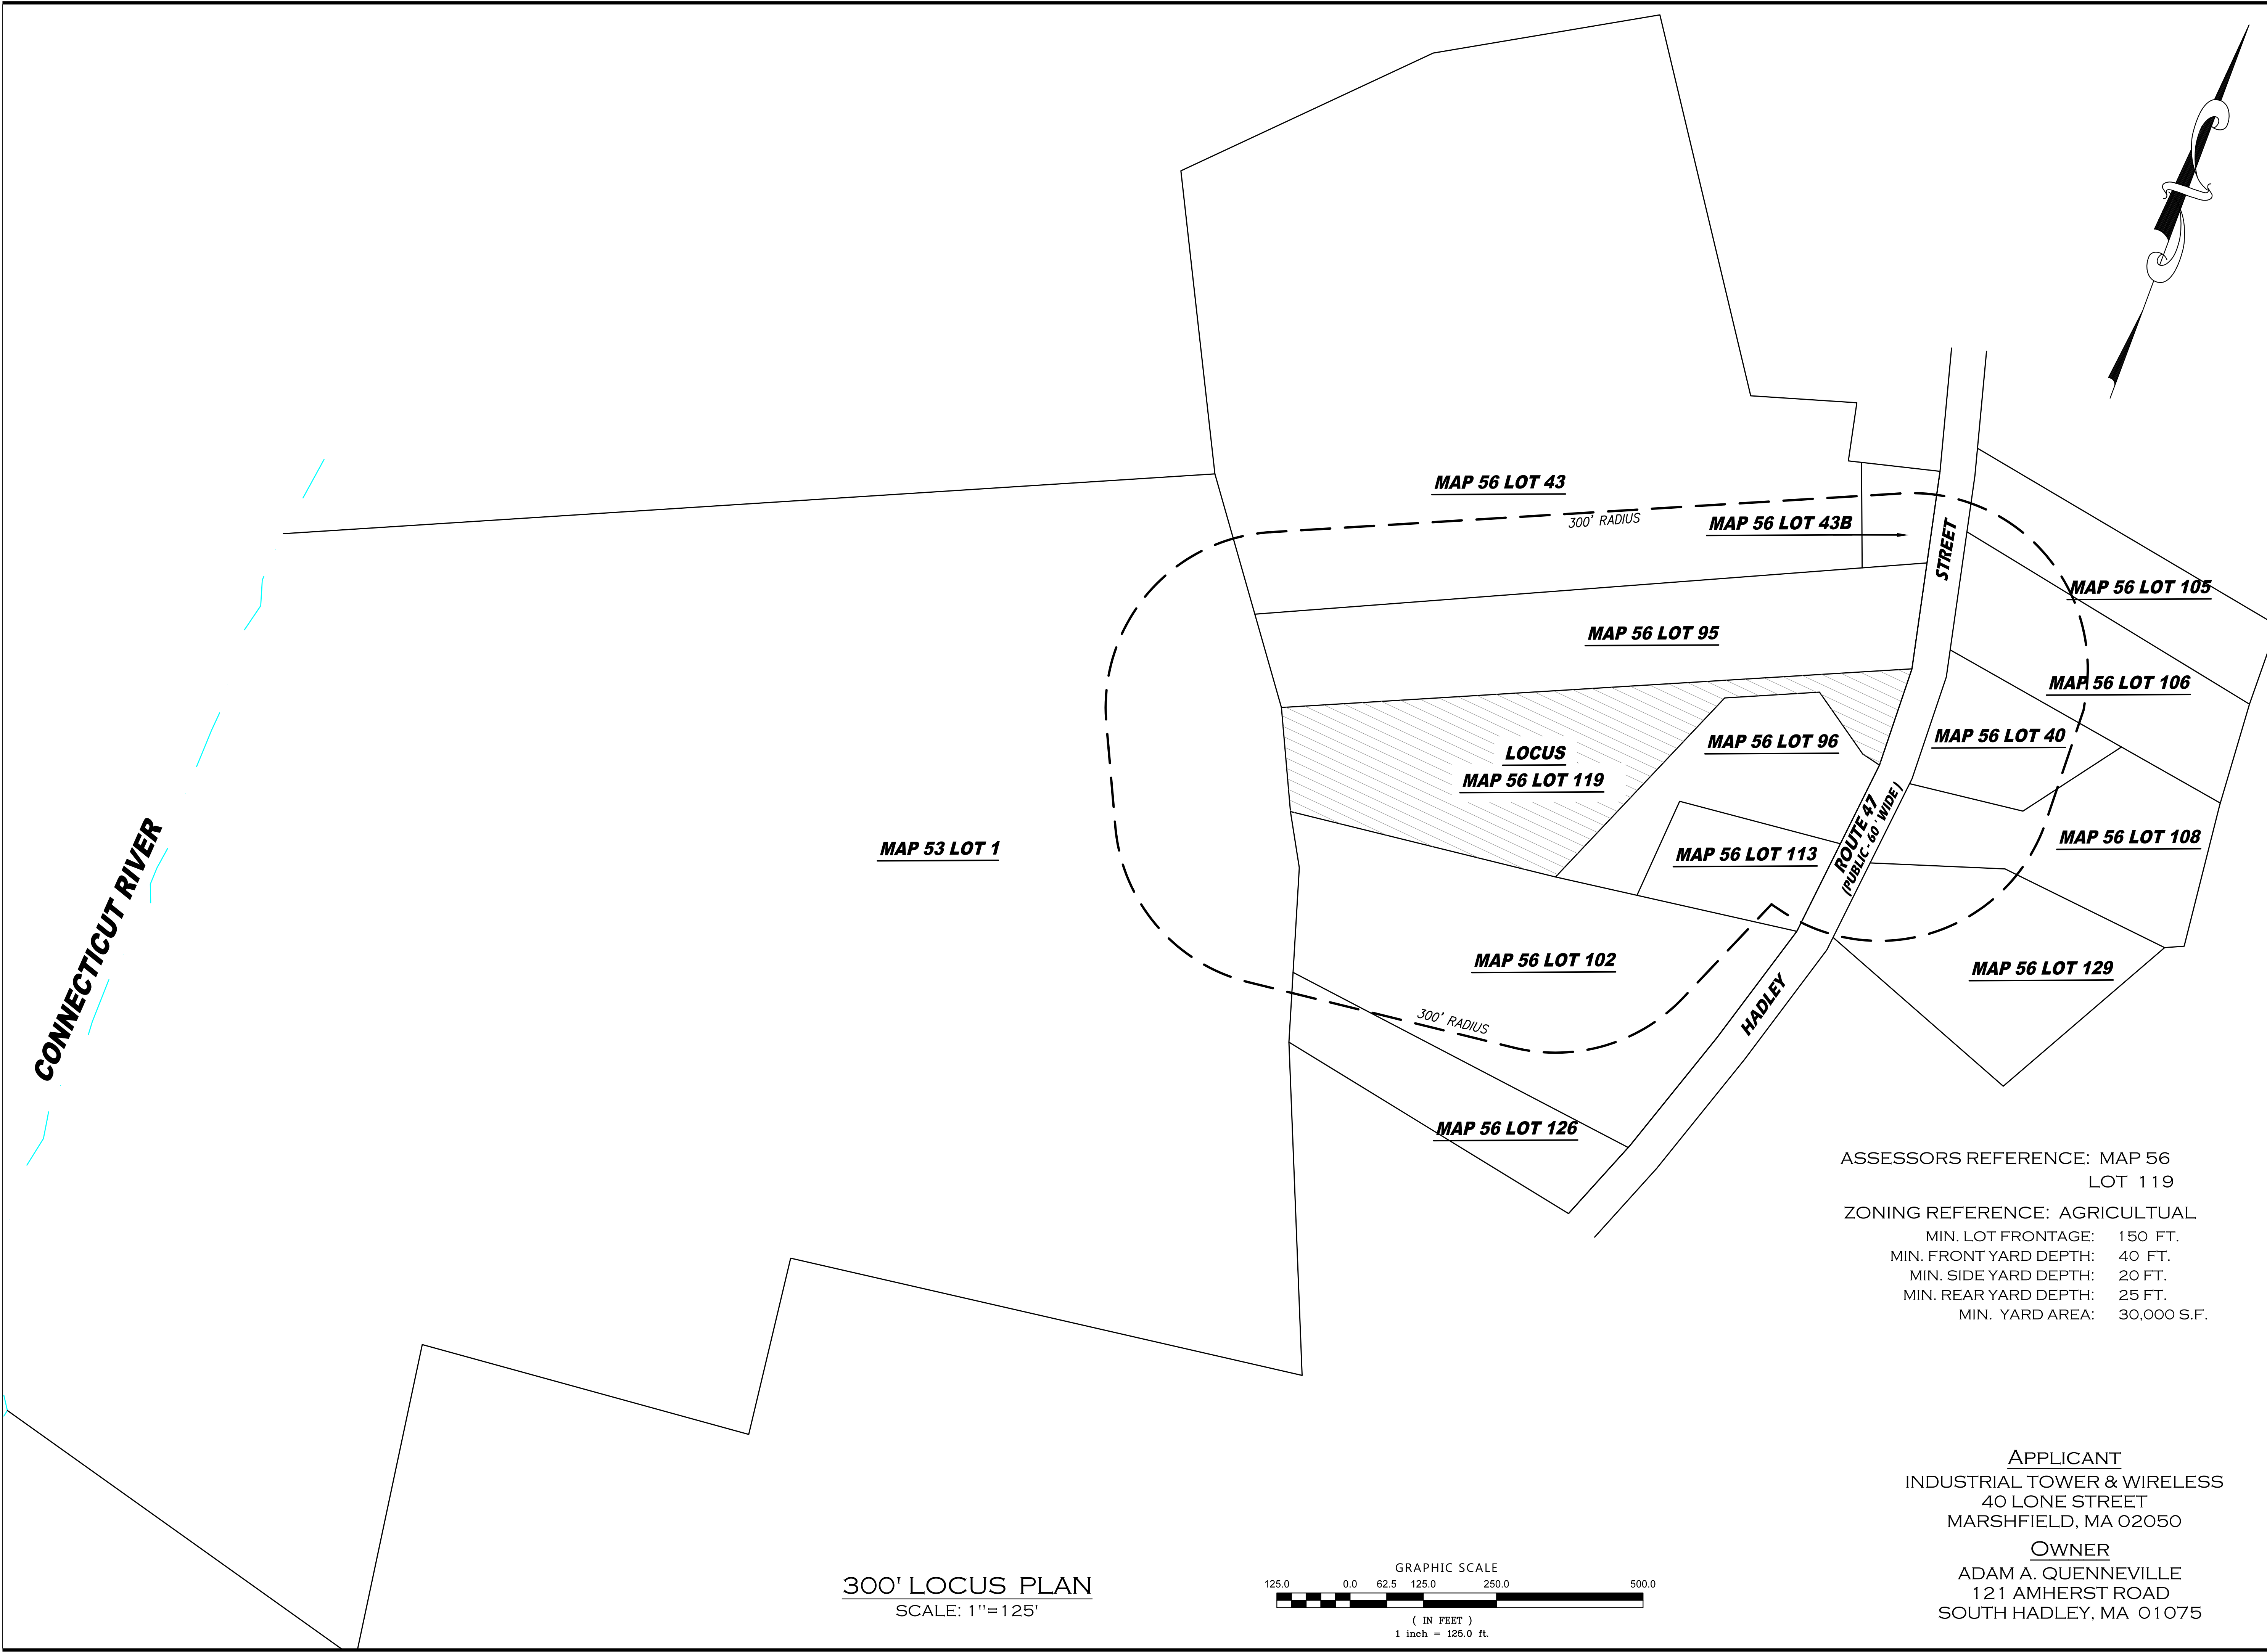 MAP 56 LOT 43
300' RADIUS
MAP 56 LOT 43B
STREET
MAP 56 LOT 105
MAP 56 LOT 95
MAP 56 LOT 106
MAP 56 LOT 96
MAP 56 LOT 40
LOCUS
MAP 56 LOT 119
ROUTE 47
(PUBLIC - 60 ' WIDE )
MAP 56 LOT 108
MAP 53 LOT 1
MAP 56 LOT 113
CONNECTICUT RIVER
MAP 56 LOT 102
MAP 56 LOT 129
HADLEY
300' RADIUS
MAP 56 LOT 126
ASSESSORS REFERENCE: MAP 56
LOT 119
ZONING REFERENCE: AGRICULTUAL
MIN. LOT FRONTAGE: 150 FT.
MIN. FRONT YARD DEPTH: 40 FT.
MIN. SIDE YARD DEPTH: 20 FT.
MIN. REAR YARD DEPTH: 25 FT.
MIN. YARD AREA: 30,000 S.F.
APPLICANT
INDUSTRIAL TOWER & WIRELESS
40 LONE STREET
MARSHFIELD, MA 02050
OWNER
ADAM A. QUENNEVILLE
121 AMHERST ROAD
SOUTH HADLEY, MA 01075
300' LOCUS PLAN
SCALE: 1"=125'
GRAPHIC SCALE
125.0 0.0 62.5 125.0 250.0 500.0
( IN FEET )
1 inch = 125.0 ft.